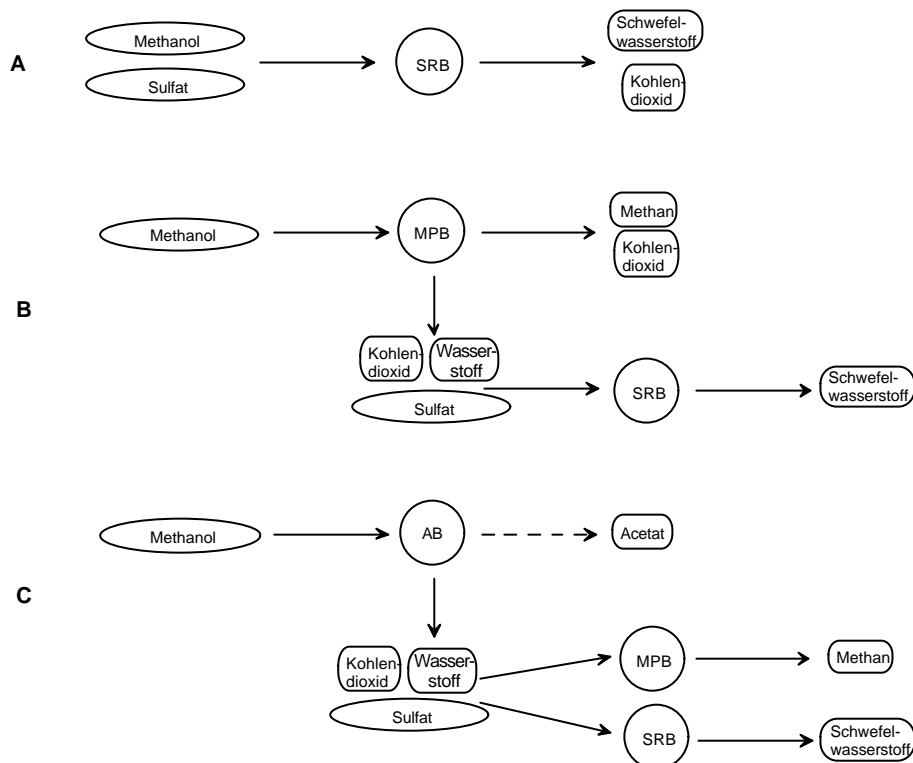 Methanol
Sulfat
A
SRB
Schwefel-
wasserstoff
Kohlen-
dioxid
Methanol
MPB
Methan
Kohlen-
dioxid
B
Kohlen-
dioxid
Wasser-
stoff
Sulfat
SRB
Schwefel-
wasserstoff
Methanol
AB
Acetat
C
Kohlen-
dioxid
Wasser-
stoff
Sulfat
MPB
Methan
SRB
Schwefel-
wasserstoff